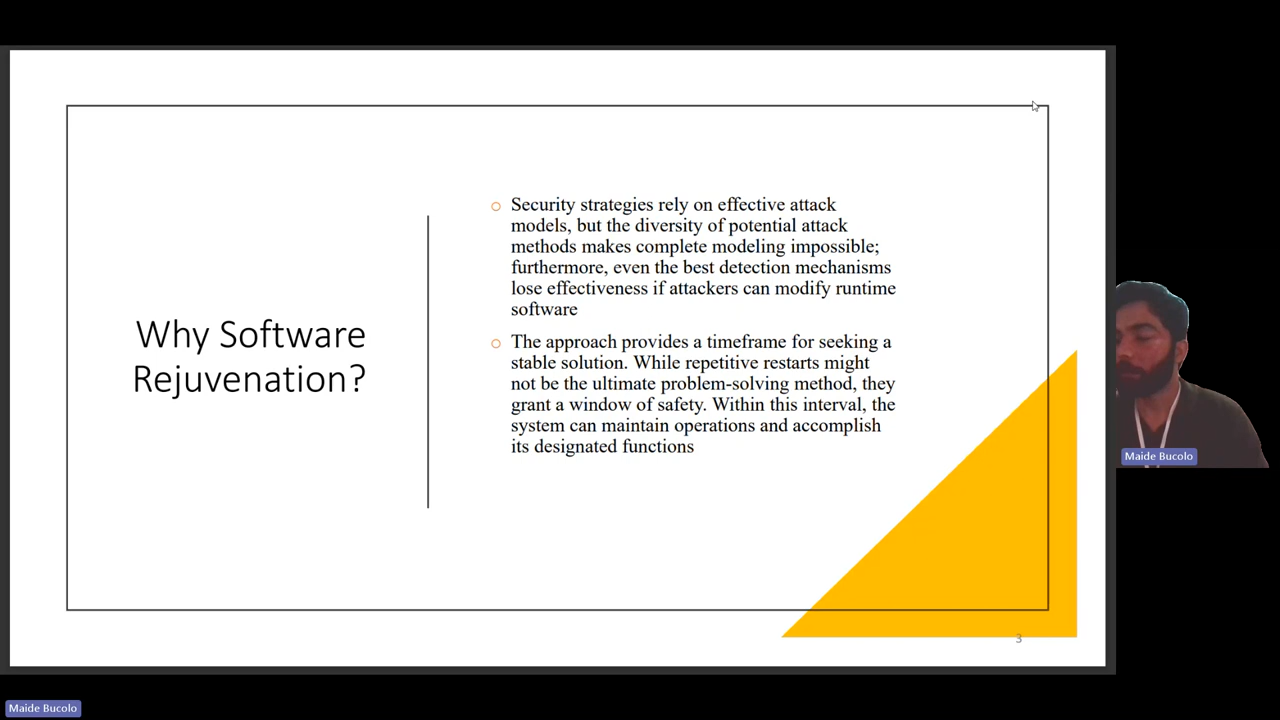 Why Software
Rejuvenation?
Security strategies rely on effective attack
models, but the diversity of potential attack
methods makes complete modeling impossible;
furthermore, even the best detection mechanisms
lose effectiveness if attackers can modify runtime
software
The approach provides a timeframe for seeking a
stable solution. While repetitive restarts might
not be the ultimate problem-solving method, they
grant a window of safety. Within this interval, the
system can maintain operations and accomplish
its designated functions
3
Maide Bucolo
Maide Bucolo